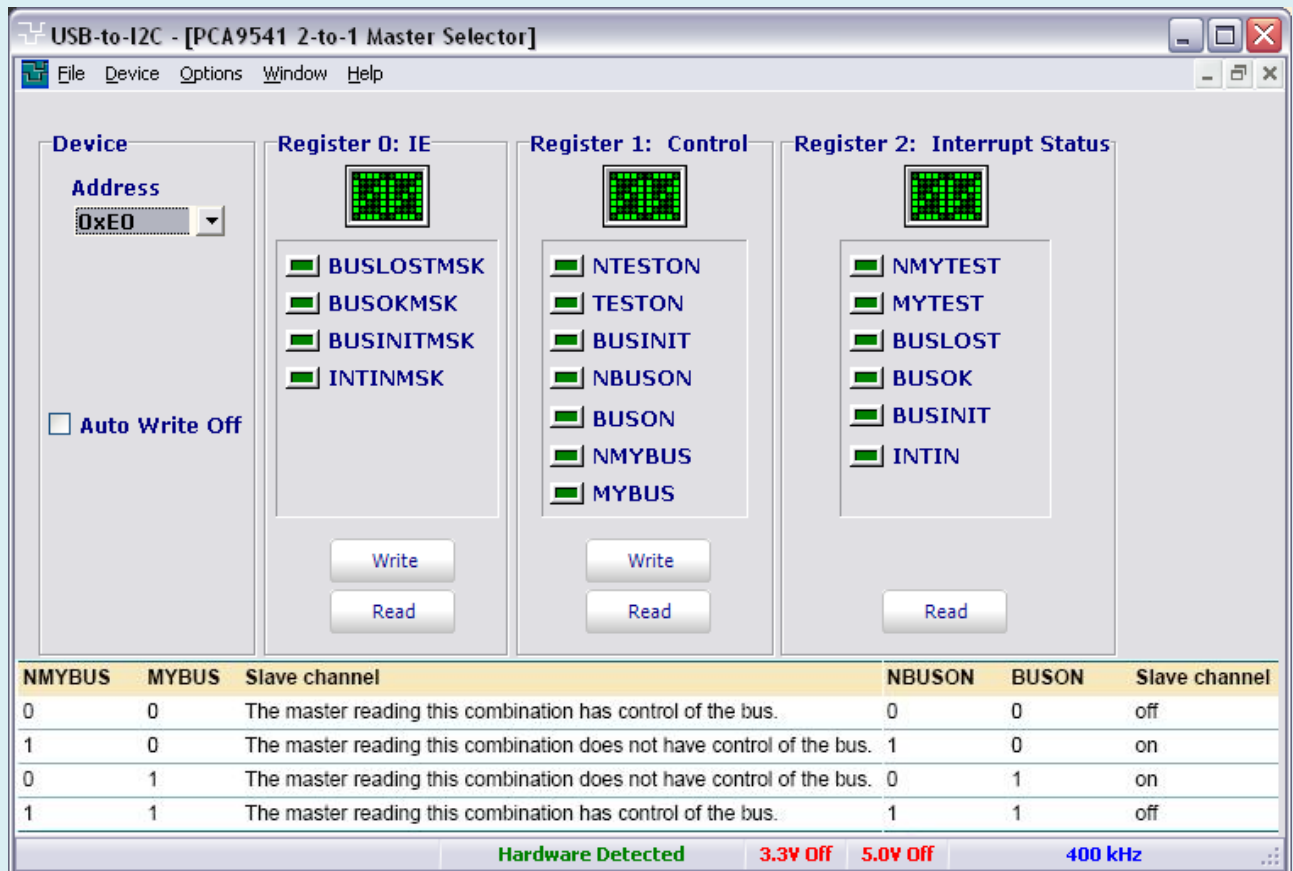 USB-to-I2C - [PCA9541 2-to-1 Master Selector]
File Device Options Window Help
Device
Address
0xE0
Auto Write Off
Register 0: IE
BUSLOSTMSK
BUSOKMSK
BUSINITMSK
INTINMSK
Write
Read
Register 1: Control
NTESTON
TESTON
BUSINIT
NBUSON
BUSON
NMYBUS
MYBUS
Write
Read
Register 2: Interrupt Status
NMYTEST
MYTEST
BUSLOST
BUSOK
BUSINIT
INTIN
Read
NMYBUS MYBUS Slave channel NBUSON BUSON Slave channel
0 0 The master reading this combination has control of the bus. 0 0 off
1 0 The master reading this combination does not have control of the bus. 1 0 on
0 1 The master reading this combination does not have control of the bus. 0 1 on
1 1 The master reading this combination has control of the bus. 1 1 off
Hardware Detected 3.3V Off 5.0V Off 400 kHz